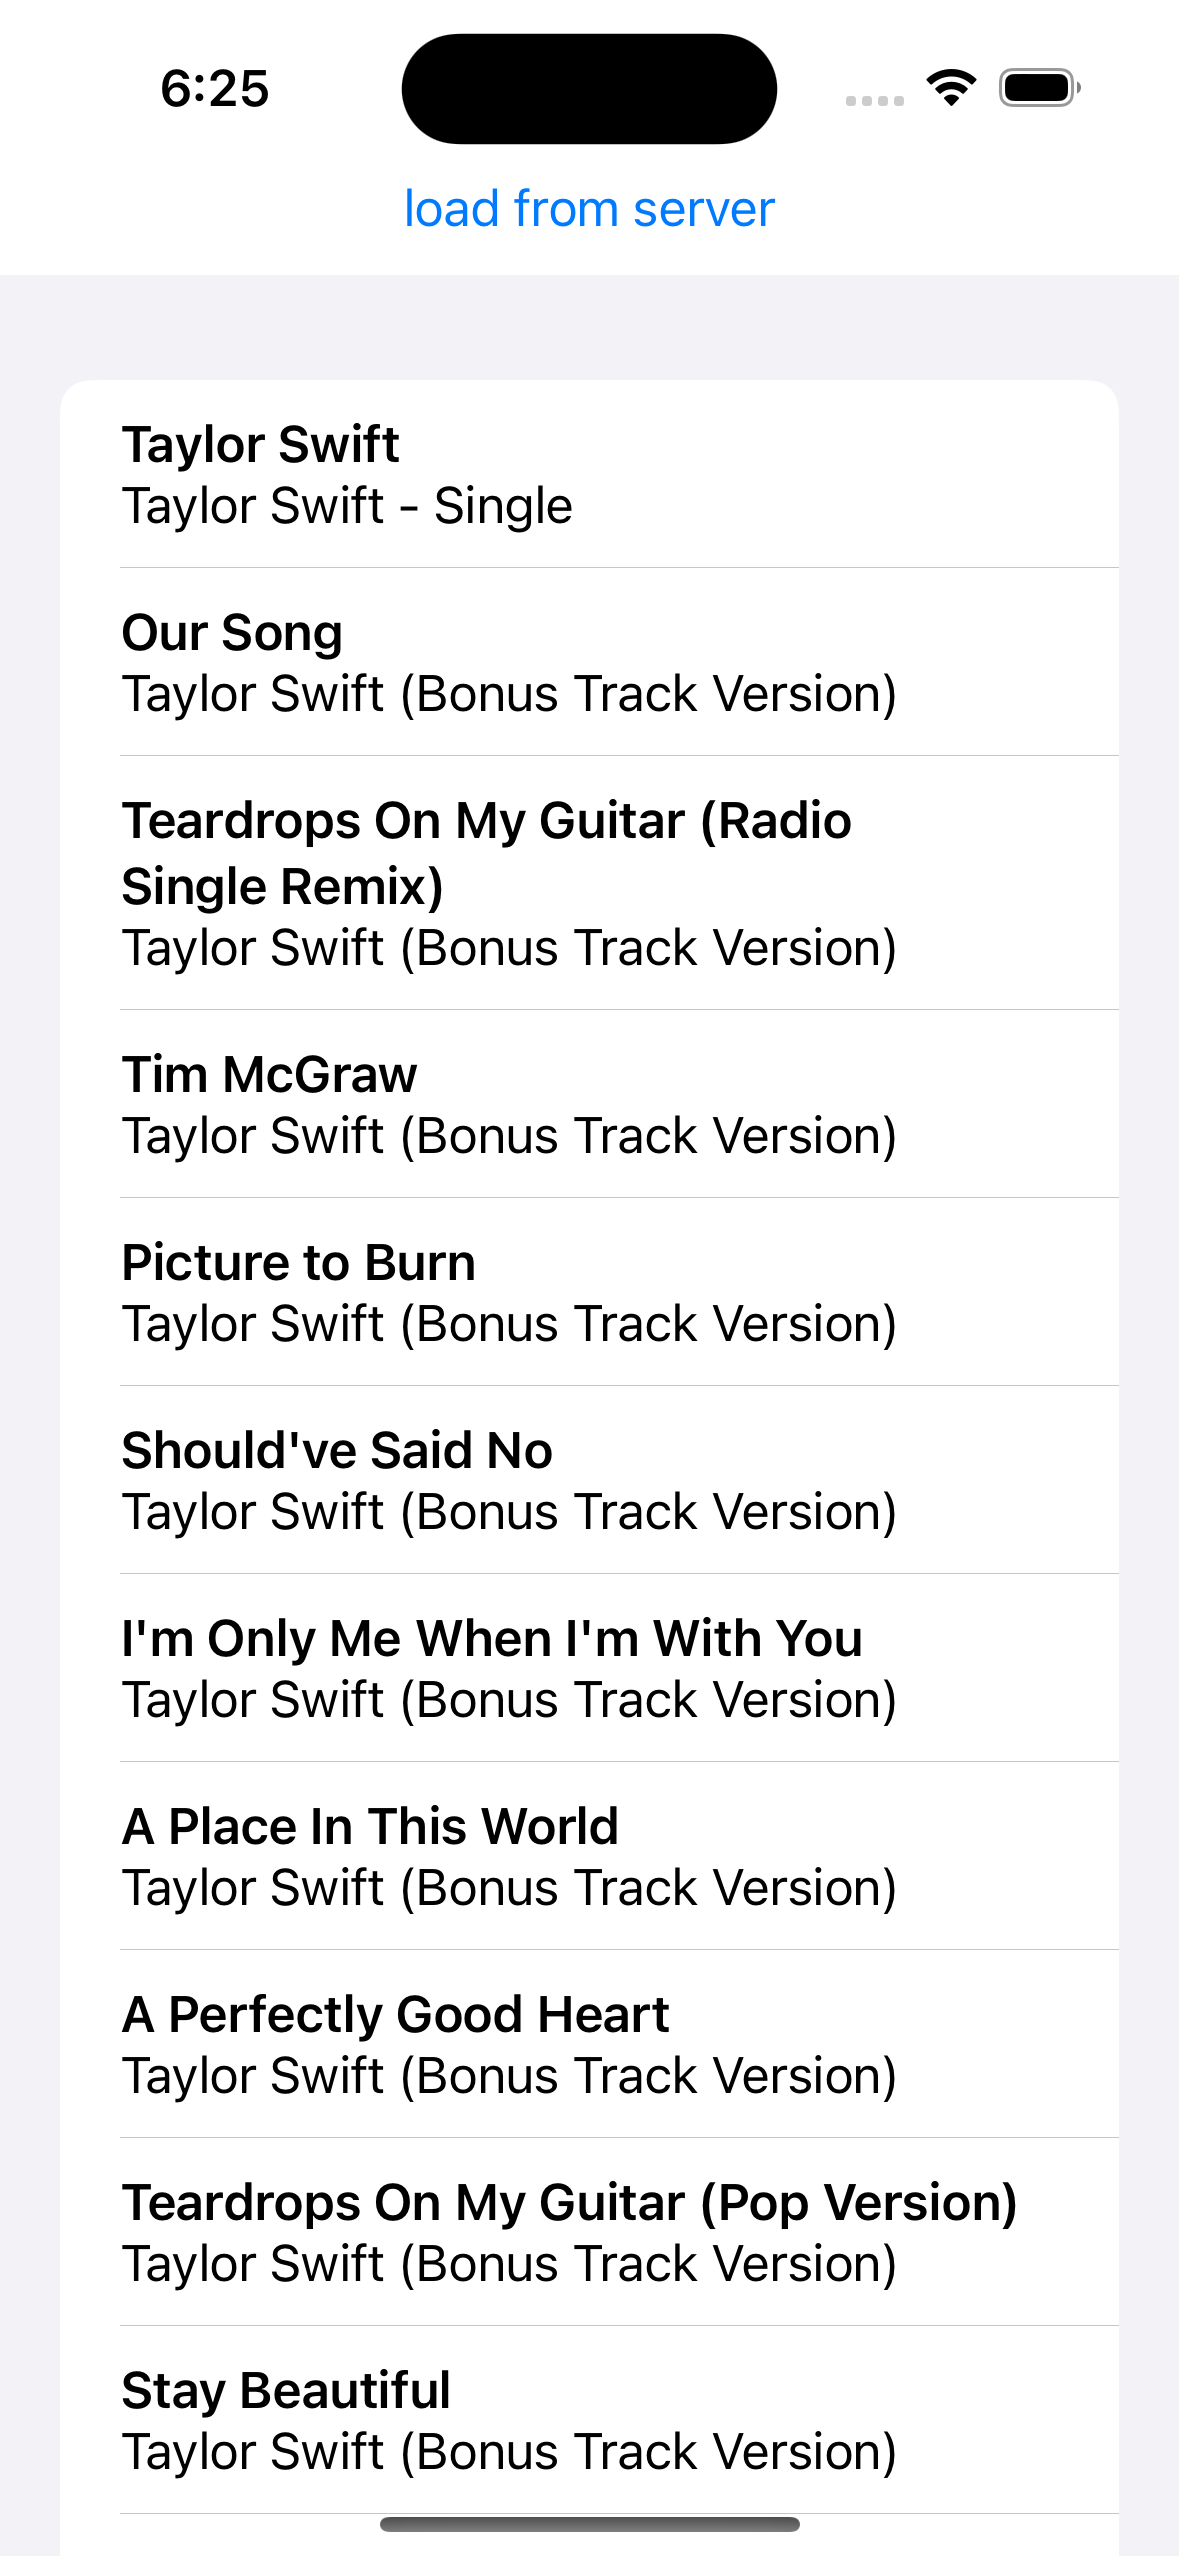 6:25
load from server
Taylor Swift
Taylor Swift - Single
Our Song
Taylor Swift (Bonus Track Version)
Teardrops On My Guitar (Radio
Single Remix)
Taylor Swift (Bonus Track Version)
Tim McGraw
Taylor Swift (Bonus Track Version)
Picture to Burn
Taylor Swift (Bonus Track Version)
Should've Said No
Taylor Swift (Bonus Track Version)
I'm Only Me When I'm With You
Taylor Swift (Bonus Track Version)
A Place In This World
Taylor Swift (Bonus Track Version)
A Perfectly Good Heart
Taylor Swift (Bonus Track Version)
Teardrops On My Guitar (Pop Version)
Taylor Swift (Bonus Track Version)
Stay Beautiful
Taylor Swift (Bonus Track Version)